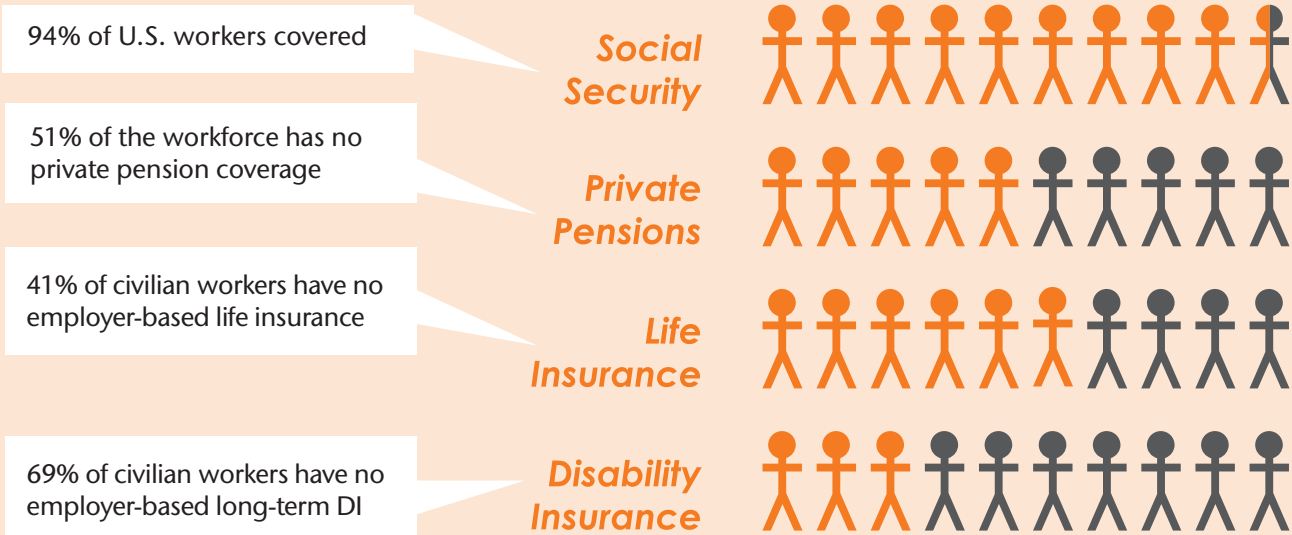 94% of U.S. workers covered
Social
Security
51% of the workforce has no
private pension coverage
Private
Pensions
41% of civilian workers have no
employer-based life insurance
Life
Insurance
69% of civilian workers have no
employer-based long-term DI
Disability
Insurance